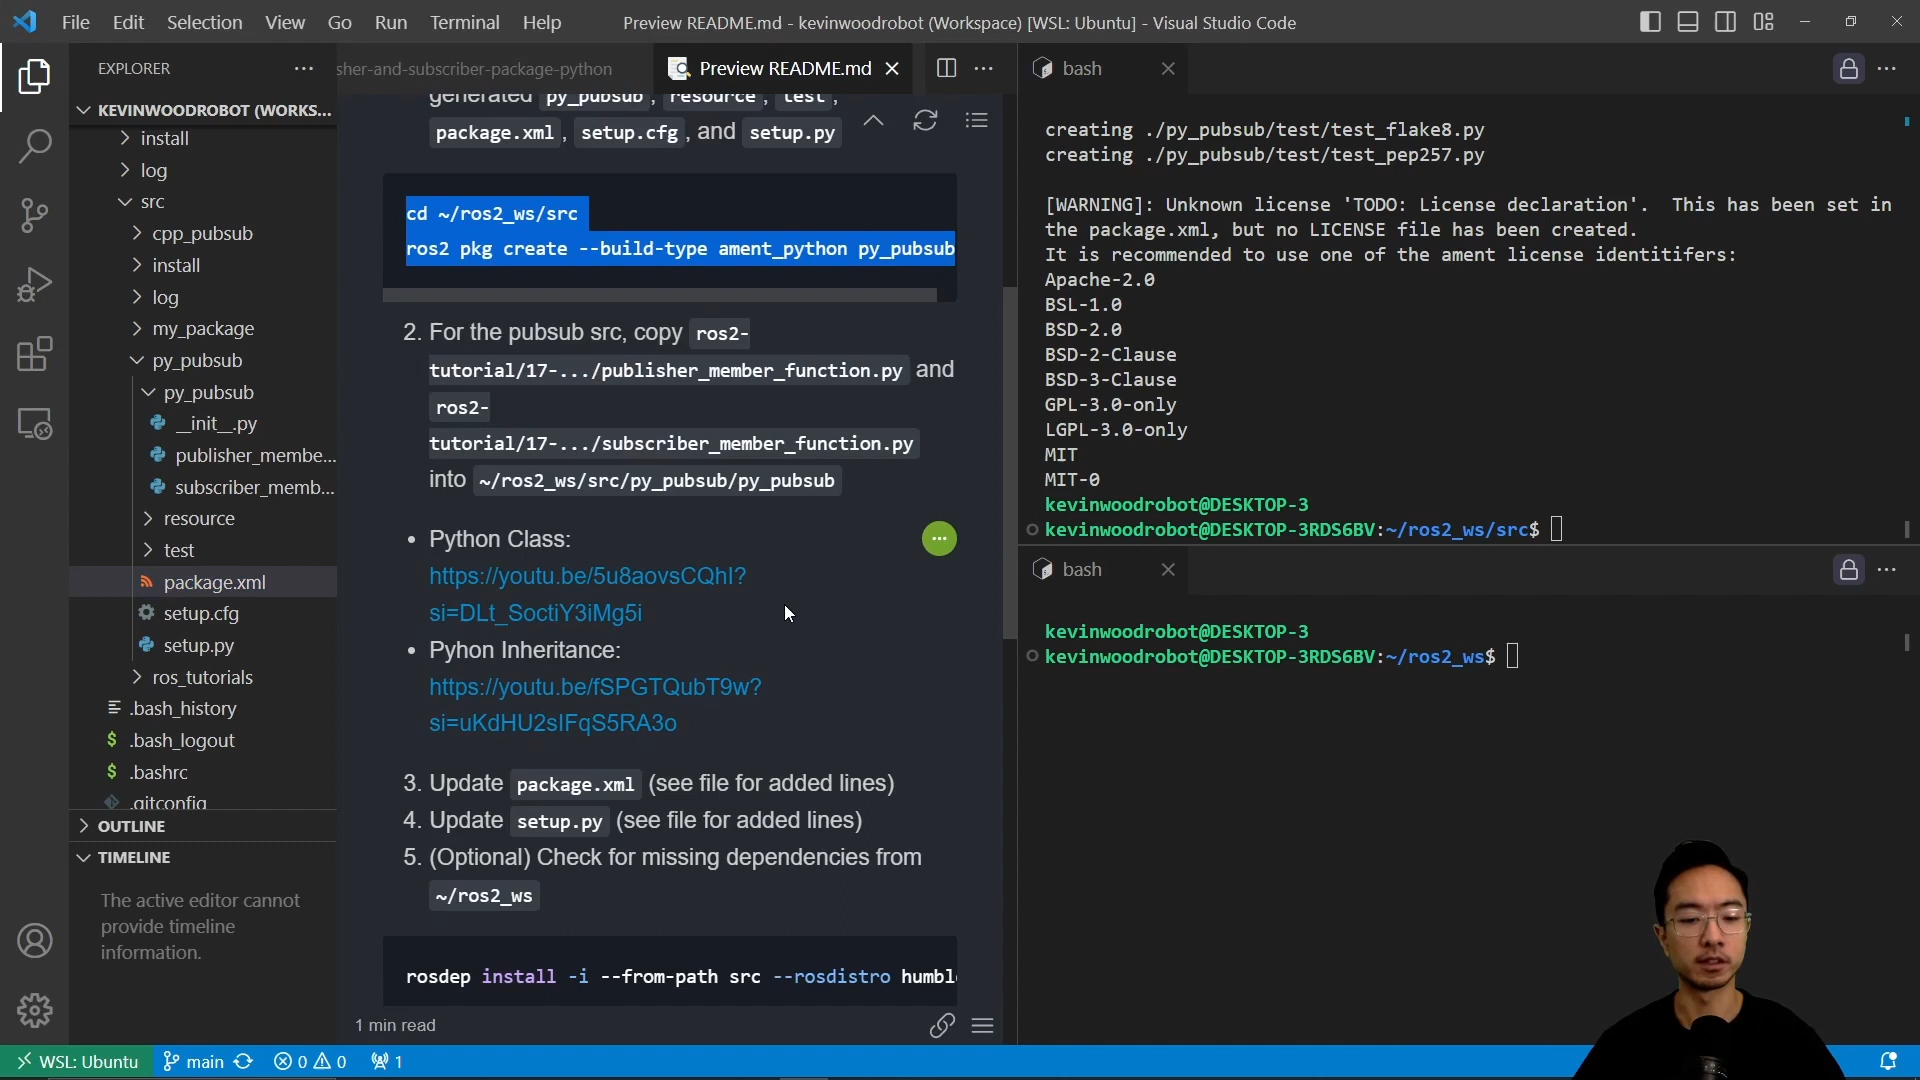 File Edit Selection View Go Run Terminal Help
Preview README.md - kevinwoodrobot (Workspace) [WSL: Ubuntu] - Visual Studio Code
EXPLORER
KEVINWOODROBOT (WORKS...
install
log
src
cpp_pubsub
install
log
my_package
py_pubsub
py_pubsub
__init__.py
publisher_membe...
subscriber_memb...
resource
test
package.xml
setup.cfg
setup.py
ros_tutorials
.bash_history
.bash_logout
.bashrc
.gitconfig
OUTLINE
TIMELINE
The active editor cannot
provide timeline
information.
sher-and-subscriber-package-python
Preview README.md
generated py_pubsub, resource, test,
package.xml, setup.cfg, and setup.py
cd ~/ros2_ws/src
ros2 pkg create --build-type ament_python py_pubsub
2. For the pubsub src, copy ros2-
tutorial/17-.../publisher_member_function.py and
ros2-
tutorial/17-.../subscriber_member_function.py
into ~/ros2_ws/src/py_pubsub/py_pubsub
• Python Class:
https://youtu.be/5u8aovsCQhI?
si=DLt_SoctiY3iMg5i
• Pyhon Inheritance:
https://youtu.be/fSPGTQubT9w?
si=uKdHU2sIFqS5RA3o
3. Update package.xml (see file for added lines)
4. Update setup.py (see file for added lines)
5. (Optional) Check for missing dependencies from
~/ros2_ws
rosdep install -i --from-path src --rosdistro humble
1 min read
bash
creating ./py_pubsub/test/test_flake8.py
creating ./py_pubsub/test/test_pep257.py
[WARNING]: Unknown license 'TODO: License declaration'.  This has been set in
the package.xml, but no LICENSE file has been created.
It is recommended to use one of the ament license identitifers:
Apache-2.0
BSL-1.0
BSD-2.0
BSD-2-Clause
BSD-3-Clause
GPL-3.0-only
LGPL-3.0-only
MIT
MIT-0
kevinwoodrobot@DESKTOP-3
kevinwoodrobot@DESKTOP-3RDS6BV:~/ros2_ws/src$
bash
kevinwoodrobot@DESKTOP-3
kevinwoodrobot@DESKTOP-3RDS6BV:~/ros2_ws$
WSL: Ubuntu main 0 0 1